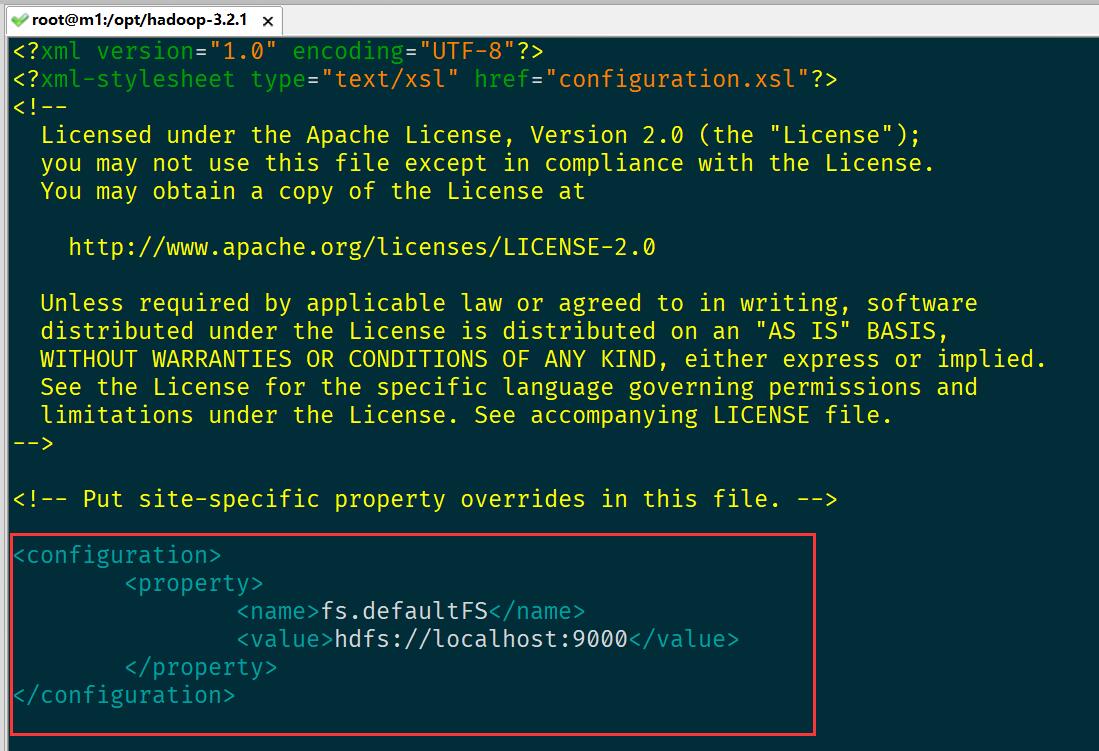 root@m1:/opt/hadoop-3.2.1 ×
<?xml version="1.0" encoding="UTF-8"?>
<?xml-stylesheet type="text/xsl" href="configuration.xsl"?>
<!--
  Licensed under the Apache License, Version 2.0 (the "License");
  you may not use this file except in compliance with the License.
  You may obtain a copy of the License at

    http://www.apache.org/licenses/LICENSE-2.0

  Unless required by applicable law or agreed to in writing, software
  distributed under the License is distributed on an "AS IS" BASIS,
  WITHOUT WARRANTIES OR CONDITIONS OF ANY KIND, either express or implied.
  See the License for the specific language governing permissions and
  limitations under the License. See accompanying LICENSE file.
-->

<!-- Put site-specific property overrides in this file. -->

<configuration>
        <property>
                <name>fs.defaultFS</name>
                <value>hdfs://localhost:9000</value>
        </property>
</configuration>